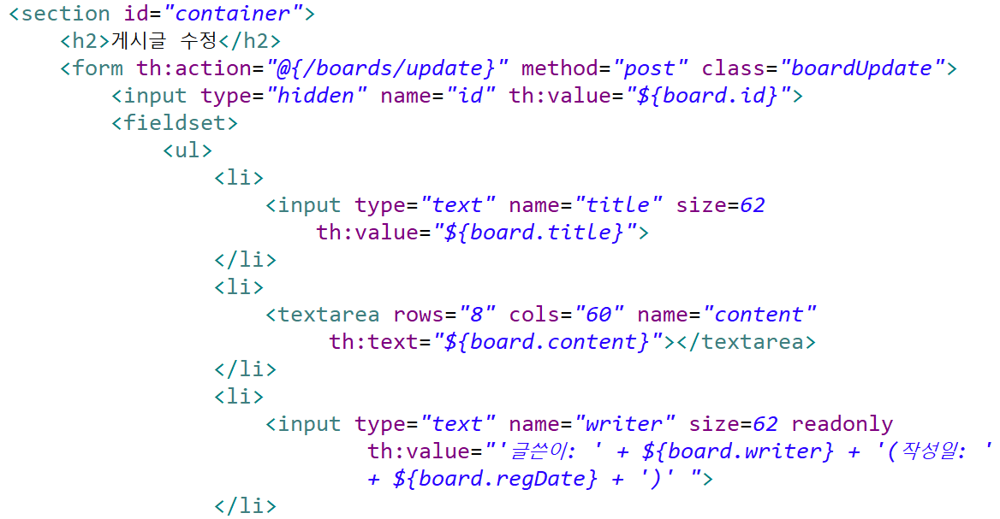 <section id="container">
<h2>게시글 수정</h2>
<form th:action="@{/boards/update}" method="post" class="boardUpdate">
<input type="hidden" name="id" th:value="${board.id}">
<fieldset>
<ul>
<li>
<input type="text" name="title" size=62
th:value="${board.title}">
</li>
<li>
<textarea rows="8" cols="60" name="content"
th:text="${board.content}"></textarea>
</li>
<li>
<input type="text" name="writer" size=62 readonly
th:value="'글쓴이: ' + ${board.writer} + '(작성일: '
+ ${board.regDate} + ')' ">
</li>